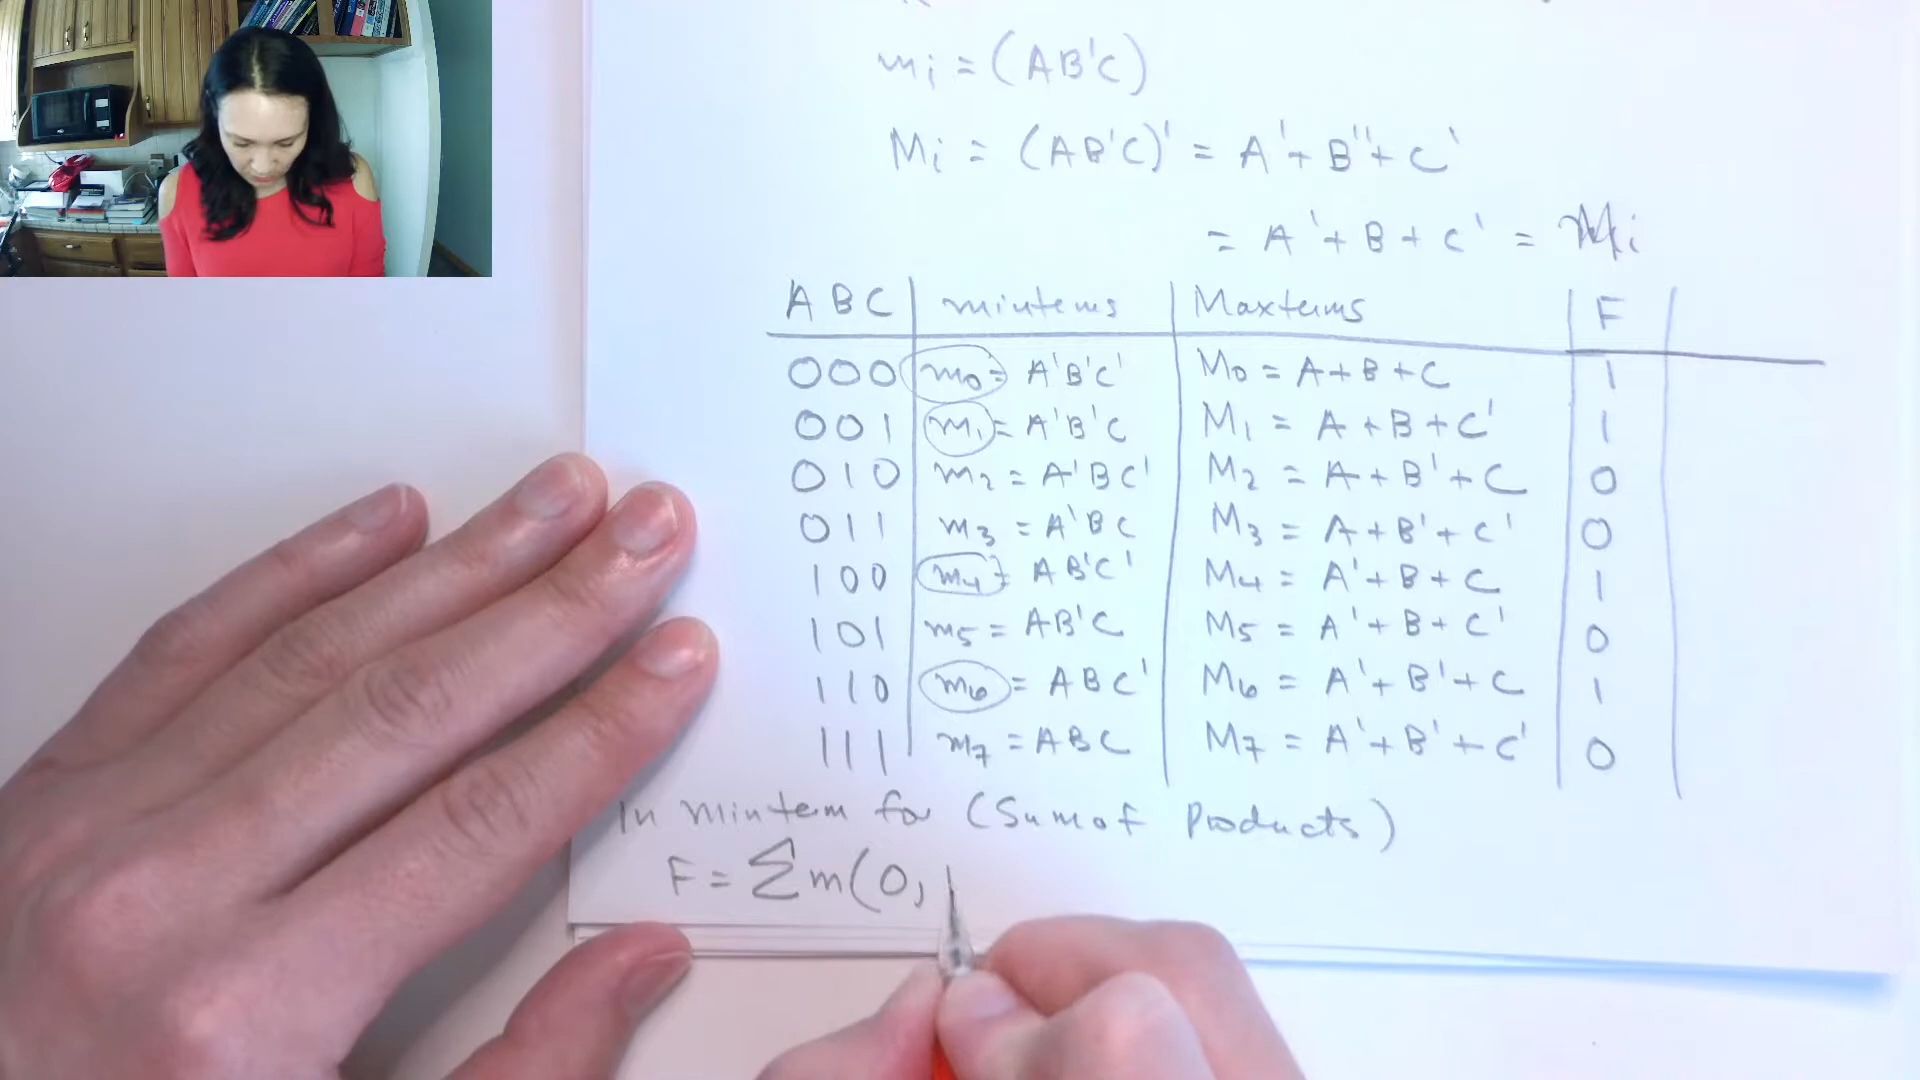 mi = (AB'C)
Mi = (AB'C)' = A' + B'' + C'
= A' + B + C' = Mi
A B C | minterms | Maxterms | F
000 m0 = A'B'C' M0 = A+B+C 1
001 m1 = A'B'C M1 = A+B+C' 1
010 m2 = A'BC' M2 = A+B'+C 0
011 m3 = A'BC M3 = A+B'+C' 0
100 m4 = AB'C' M4 = A'+B+C 1
101 m5 = AB'C M5 = A'+B+C' 0
110 m6 = ABC' M6 = A'+B'+C 1
111 m7 = ABC M7 = A'+B'+C' 0
In Mintem for (Sum of Products)
F = Σm(0, 1